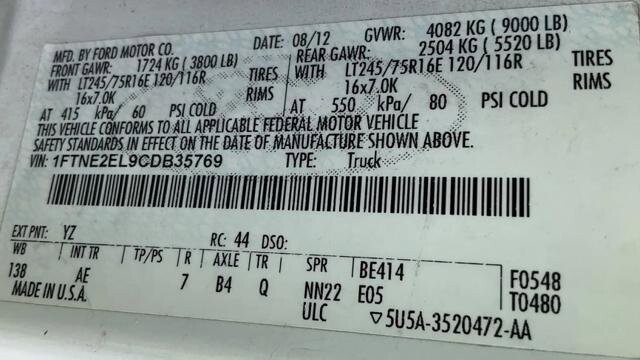 MFD. BY FORD MOTOR CO. DATE: 08/12 GVWR: 4082 KG ( 9000 LB)
FRONT GAWR: 1724 KG ( 3800 LB) REAR GAWR: 2504 KG ( 5520 LB)
WITH LT245/75R16E 120/116R TIRES WITH LT245/75R16E 120/116R TIRES
16x7.0K RIMS 16x7.0K RIMS
AT 415 kPa/ 60 PSI COLD AT 550 kPa/ 80 PSI COLD
THIS VEHICLE CONFORMS TO ALL APPLICABLE FEDERAL MOTOR VEHICLE
SAFETY STANDARDS IN EFFECT ON THE DATE OF MANUFACTURE SHOWN ABOVE.
VIN: 1FTNE2EL9CDB35769 TYPE: Truck
EXT PNT: YZ RC: 44 DSO:
WB INT TR TP/PS R AXLE TR SPR BE414 F0548
138 AE 7 B4 Q NN22 E05 T0480
MADE IN U.S.A. ULC ▽5U5A-3520472-AA